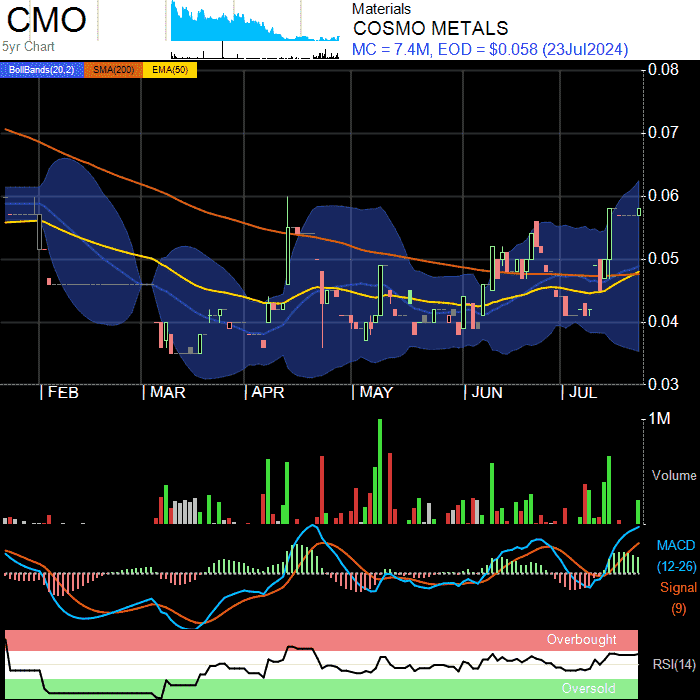 CMO
5yr Chart
Materials
COSMO METALS
MC = 7.4M, EOD = $0.058 (23Jul2024)
BollBands(20,2) SMA(200) EMA(50)
0.08
0.07
0.06
0.05
0.04
0.03
FEB MAR APR MAY JUN JUL
1M
Volume
MACD
(12-26)
Signal
(9)
Overbought
RSI(14)
Oversold